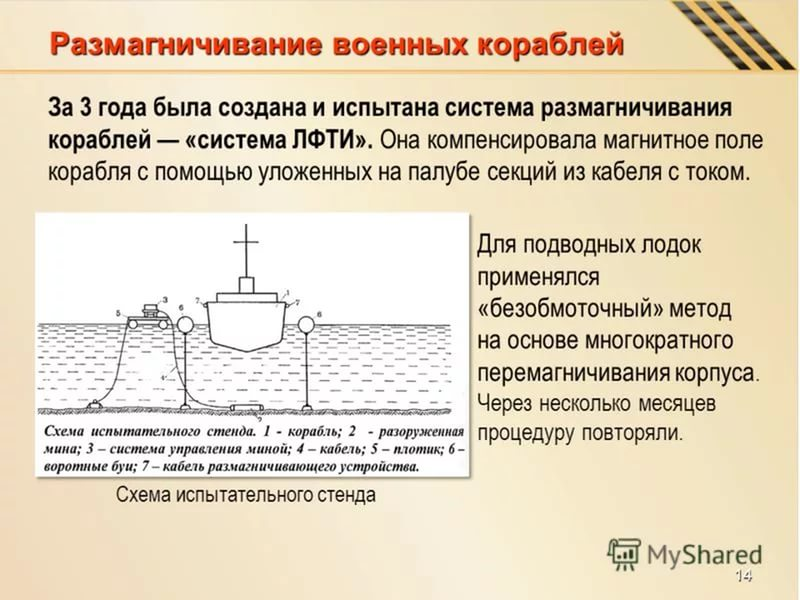 Размагничивание военных кораблей
За 3 года была создана и испытана система размагничивания
кораблей — «система ЛФТИ». Она компенсировала магнитное поле
корабля с помощью уложенных на палубе секций из кабеля с током.
Для подводных лодок
применялся
«безобмоточный» метод
на основе многократного
перемагничивания корпуса.
Через несколько месяцев
процедуру повторяли.
3
1
5
6
7
7
6
4
2
Схема испытательного стенда. 1 - корабль; 2 - разоруженная
мина; 3 – система управления миной; 4 – кабель; 5 – плотик; 6 –
воротные буи; 7 – кабель размагничивающего устройства.
Схема испытательного стенда
MyShared
14